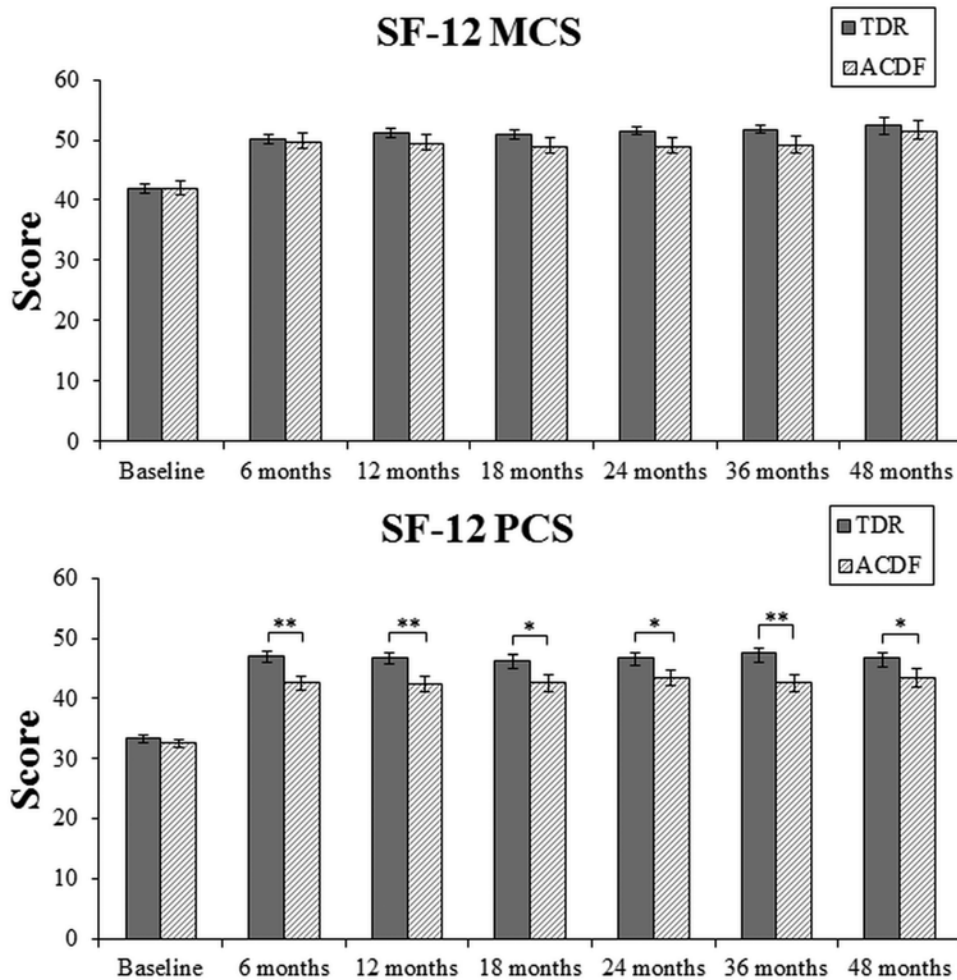 SF-12 MCS
TDR
ACDF
Score
60
50
40
30
20
10
0
Baseline 6 months 12 months 18 months 24 months 36 months 48 months
SF-12 PCS
TDR
ACDF
Score
60
50
40
30
20
10
0
** ** * * ** *
Baseline 6 months 12 months 18 months 24 months 36 months 48 months